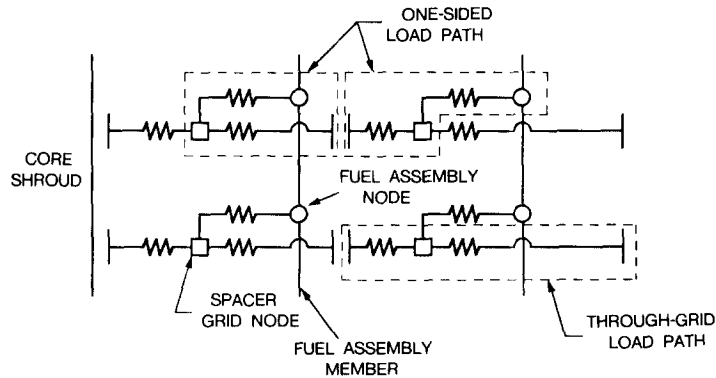 ONE-SIDED
LOAD PATH
CORE
SHROUD
FUEL ASSEMBLY
NODE
SPACER
GRID NODE
FUEL ASSEMBLY
MEMBER
THROUGH-GRID
LOAD PATH